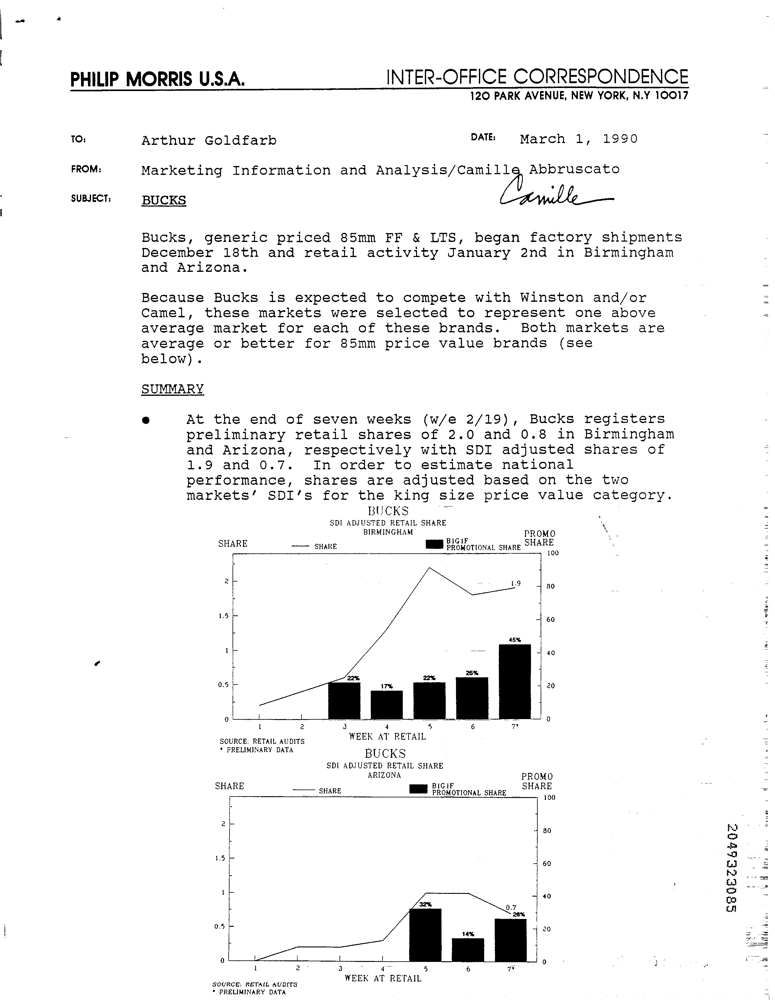 PHILIP MORRIS U.S.A. INTER-OFFICE CORRESPONDENCE
120 PARK AVENUE, NEW YORK, N.Y 10017
TO: Arthur Goldfarb DATE: March 1, 1990
FROM: Marketing Information and Analysis/Camille Abbruscato
Camille
SUBJECT: BUCKS
Bucks, generic priced 85mm FF & LTS, began factory shipments
December 18th and retail activity January 2nd in Birmingham
and Arizona.
Because Bucks is expected to compete with Winston and/or
Camel, these markets were selected to represent one above
average market for each of these brands. Both markets are
average or better for 85mm price value brands (see
below).
SUMMARY
● At the end of seven weeks (w/e 2/19), Bucks registers
preliminary retail shares of 2.0 and 0.8 in Birmingham
and Arizona, respectively with SDI adjusted shares of
1.9 and 0.7. In order to estimate national
performance, shares are adjusted based on the two
markets' SDI's for the king size price value category.
BUCKS
SDI ADJUSTED RETAIL SHARE
BIRMINGHAM
SHARE SHARE B1G1F PROMOTIONAL SHARE PROMO SHARE
100
2 1.9 80
1.5 60
45%
1 40
22% 17% 22% 25%
0.5 20
0 0
1 2 3 4 5 6 7*
WEEK AT RETAIL
SOURCE: RETAIL AUDITS
* PRELIMINARY DATA
BUCKS
SDI ADJUSTED RETAIL SHARE
ARIZONA
SHARE SHARE B1G1F PROMOTIONAL SHARE PROMO SHARE
100
2 80
1.5 60
1 40
32% 0.7
26%
0.5 14% 20
0 0
1 2 3 4 5 6 7*
WEEK AT RETAIL
SOURCE: RETAIL AUDITS
* PRELIMINARY DATA
2049323085